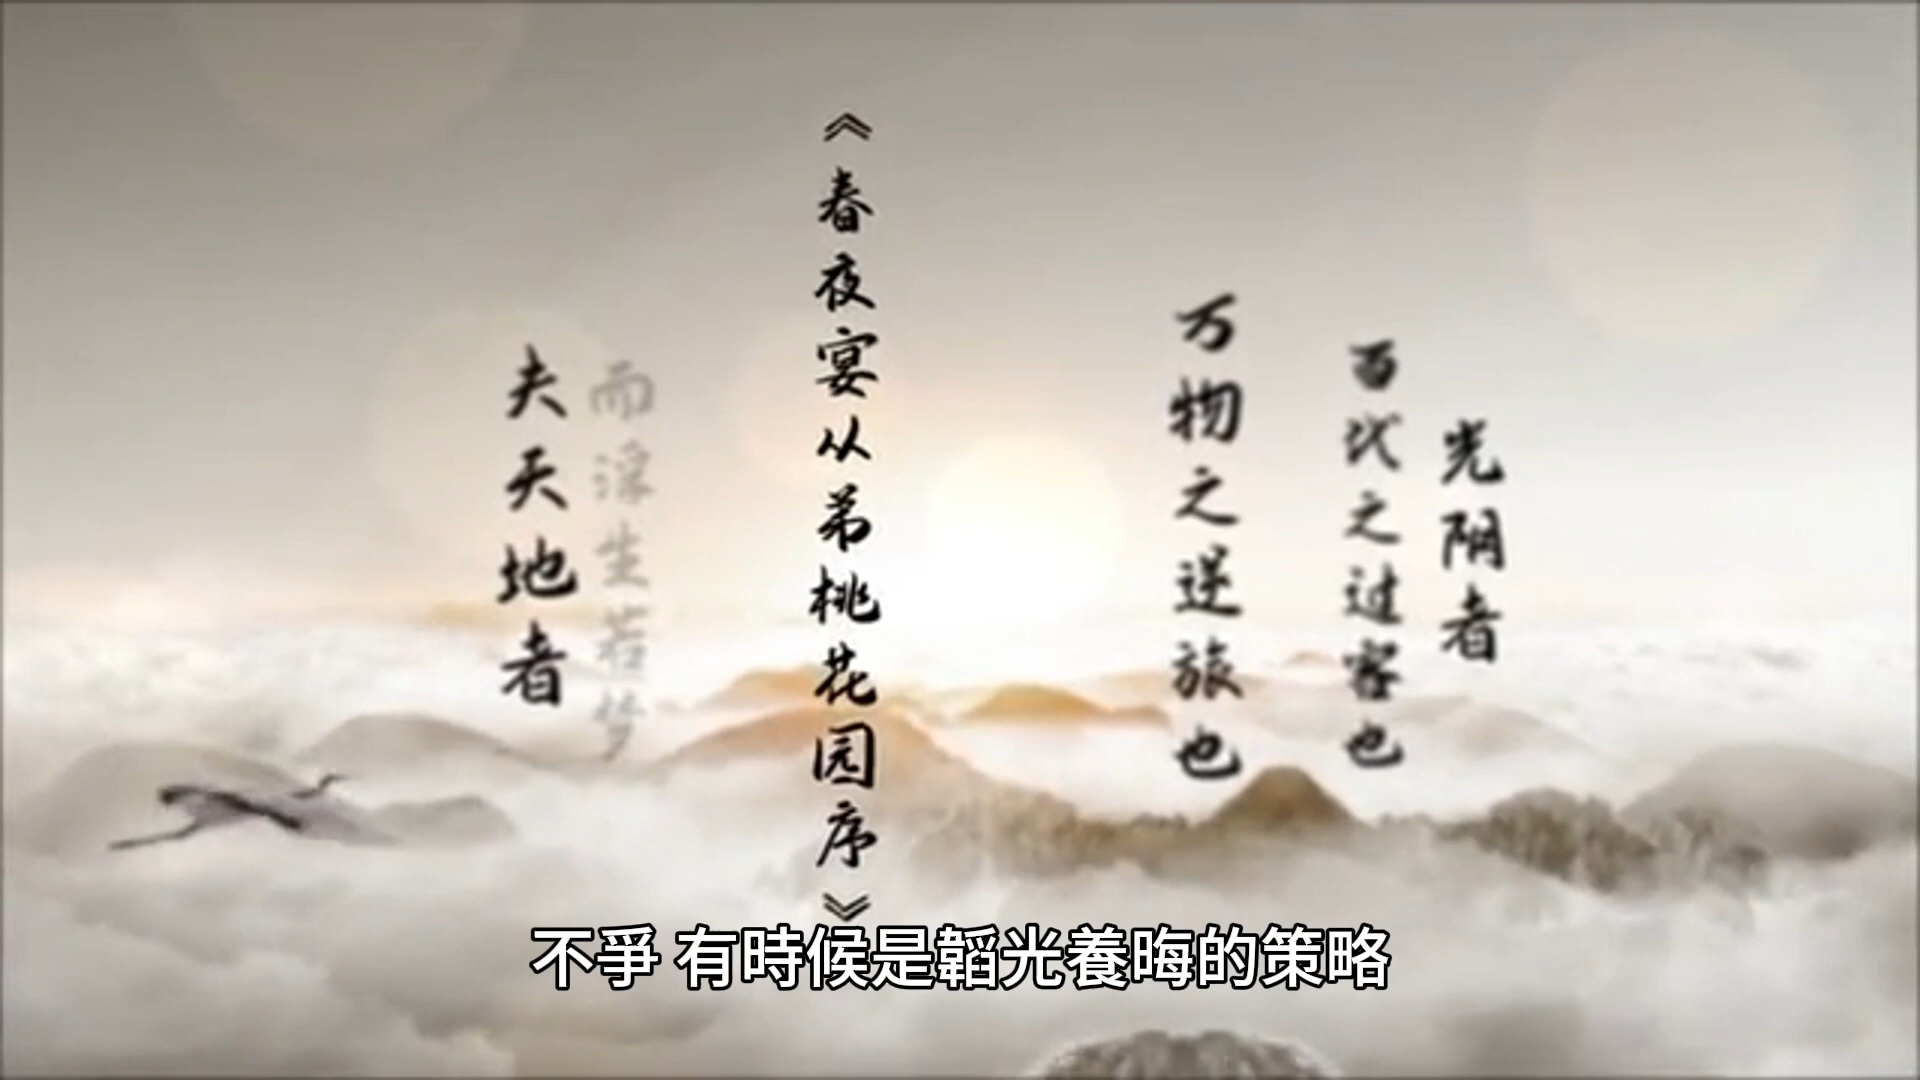 《春夜宴从弟桃花园序》
夫天地者
万物之逆旅也
光阴者
百代之过客也
而浮生若梦
不爭 有時候是韜光養晦的策略